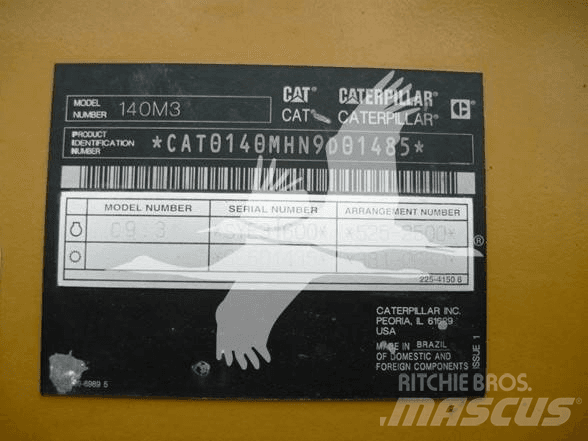 CAT CATERPILLAR
MODEL NUMBER 140M3
CAT CATERPILLAR
PRODUCT IDENTIFICATION NUMBER *CAT0140MHN9D01485*
MODEL NUMBER SERIAL NUMBER ARRANGEMENT NUMBER
C9.3
225-4150 6
®
CATERPILLAR INC.
PEORIA, IL 61629
USA
MADE IN BRAZIL
OF DOMESTIC AND
FOREIGN COMPONENTS
ISSUE 1
RITCHIE BROS.
MASCUS